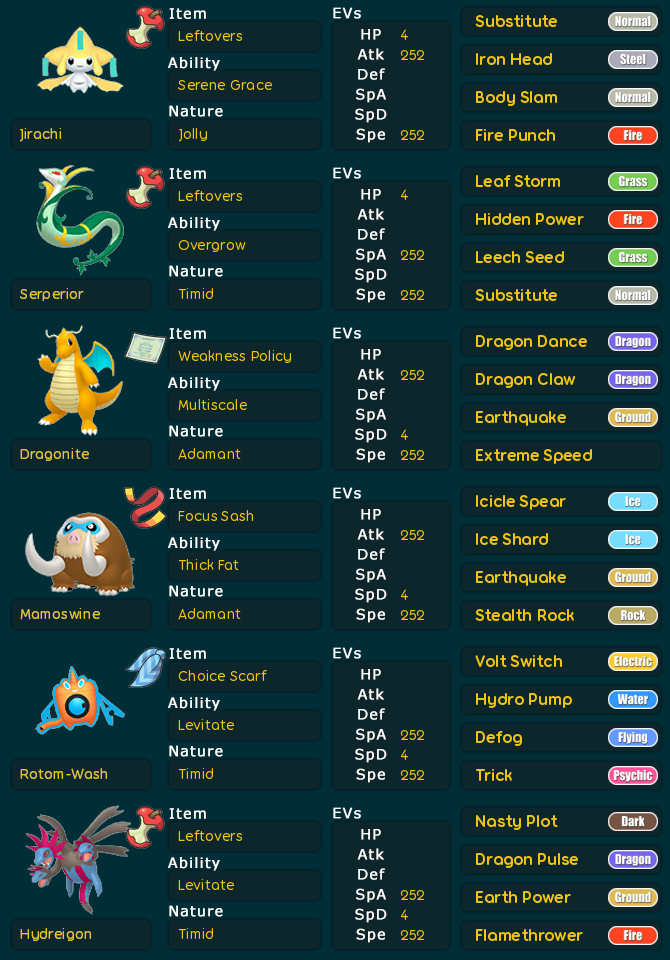 Item
Leftovers
Ability
Serene Grace
Nature
Jirachi
Jolly
EVs
HP 4
Atk 252
Def
SpA
SpD
Spe 252
Substitute Normal
Iron Head Steel
Body Slam Normal
Fire Punch Fire
Item
Leftovers
Ability
Overgrow
Nature
Serperior
Timid
EVs
HP 4
Atk
Def
SpA 252
SpD
Spe 252
Leaf Storm Grass
Hidden Power Fire
Leech Seed Grass
Substitute Normal
Item
Weakness Policy
Ability
Multiscale
Nature
Dragonite
Adamant
EVs
HP
Atk 252
Def
SpA
SpD 4
Spe 252
Dragon Dance Dragon
Dragon Claw Dragon
Earthquake Ground
Extreme Speed
Item
Focus Sash
Ability
Thick Fat
Nature
Mamoswine
Adamant
EVs
HP
Atk 252
Def
SpA
SpD 4
Spe 252
Icicle Spear Ice
Ice Shard Ice
Earthquake Ground
Stealth Rock Rock
Item
Choice Scarf
Ability
Levitate
Nature
Rotom-Wash
Timid
EVs
HP
Atk
Def
SpA 252
SpD 4
Spe 252
Volt Switch Electric
Hydro Pump Water
Defog Flying
Trick Psychic
Item
Leftovers
Ability
Levitate
Nature
Hydreigon
Timid
EVs
HP
Atk
Def
SpA 252
SpD 4
Spe 252
Nasty Plot Dark
Dragon Pulse Dragon
Earth Power Ground
Flamethrower Fire